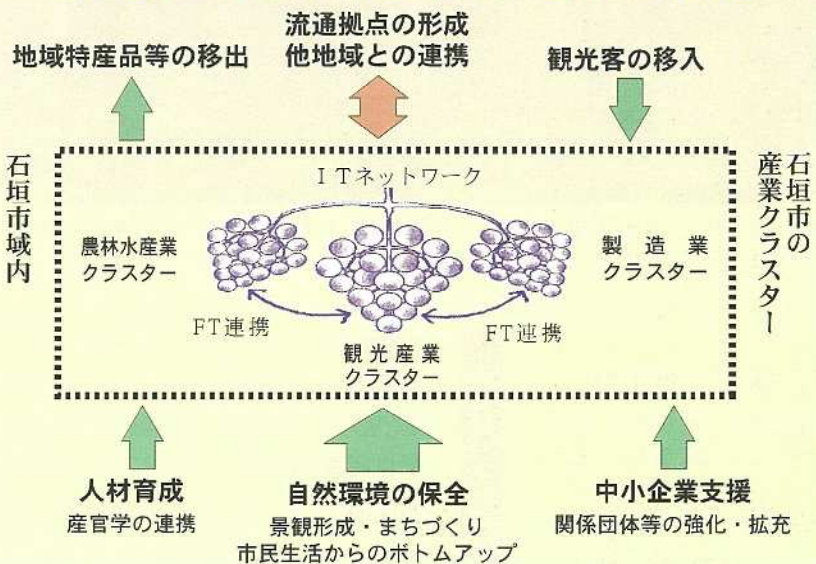 流通拠点の形成
他地域との連携
地域特産品等の移出
観光客の移入
石垣市域内
石垣市の
産業クラスター
ITネットワーク
農林水産業
クラスター
製造業
クラスター
FT連携
FT連携
観光産業
クラスター
人材育成
産官学の連携
自然環境の保全
景観形成・まちづくり
市民生活からのボトムアップ
中小企業支援
関係団体等の強化・拡充